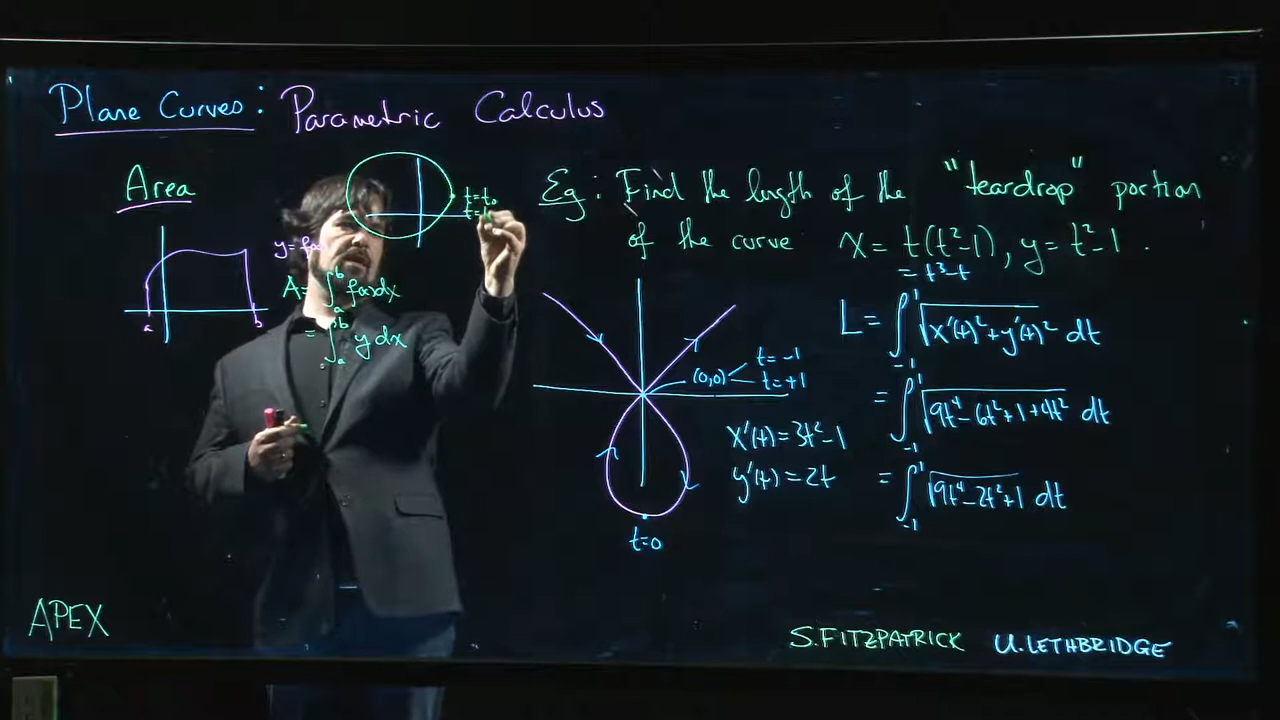 Plane Curves: Parametric Calculus
Area
a
b
A= ∫ₐᵇ f(x)dx
= ∫ₐᵇ y dx
t=t₀
Eg: Find the length of the "teardrop" portion
of the curve x = t(t²-1), y = t²-1.
= t³-t
(0,0)
t=-1
t=+1
t=0
x'(t) = 3t²-1
y'(t) = 2t
L = ∫₋₁¹ √(x'(t)²+y'(t)²) dt
= ∫₋₁¹ √(9t⁴-6t²+1+4t²) dt
= ∫₋₁¹ √(9t⁴-2t²+1) dt
APEX
S.FITZPATRICK U.LETHBRIDGE